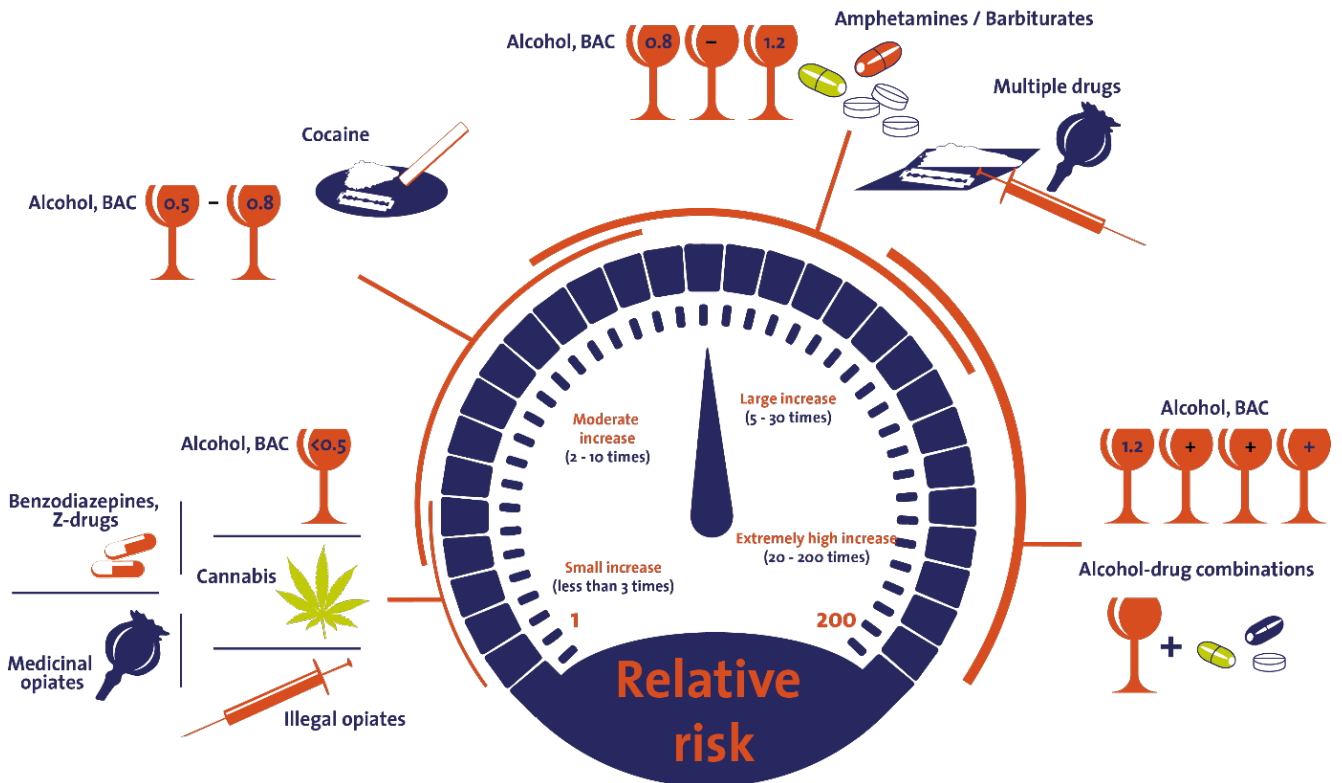 Amphetamines / Barbiturates
Alcohol, BAC 0.8 – 1.2
Multiple drugs
Cocaine
Alcohol, BAC 0.5 – 0.8
Large increase
(5 - 30 times)
Moderate
increase
(2 - 10 times)
Alcohol, BAC
1.2 + + +
Alcohol, BAC <0.5
Benzodiazepines,
Z-drugs
Cannabis
Extremely high increase
(20 - 200 times)
Small increase
(less than 3 times)
Alcohol-drug combinations
+
1
200
Medicinal
opiates
Illegal opiates
Relative
risk